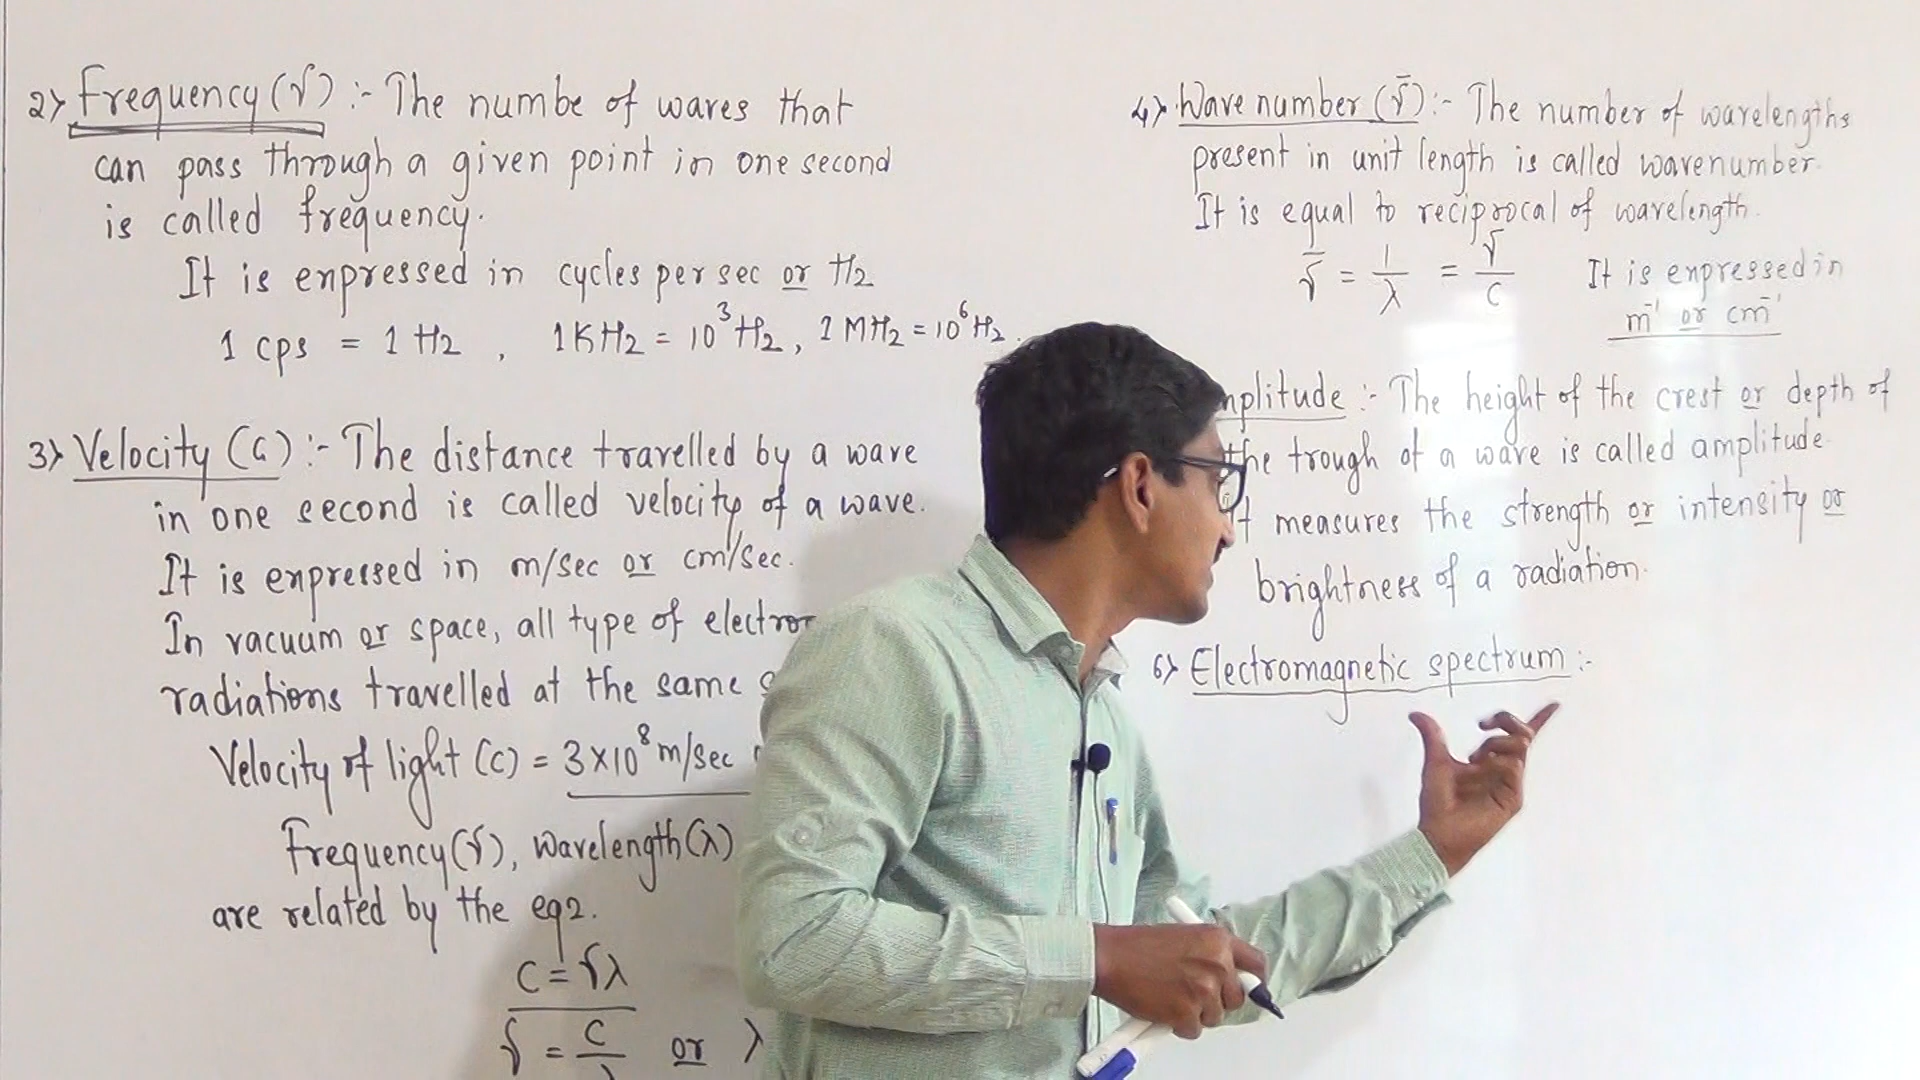 2) Frequency (√) :- The numbe of waves that
can pass through a given point in one second
is called frequency.
It is expressed in cycles per sec or Hz
1 cps = 1 Hz , 1 KHz = 10³ Hz, 1 MHz = 10⁶ Hz.
3) Velocity (C) :- The distance travelled by a wave
in one second is called velocity of a wave.
It is expressed in m/sec or cm/sec.
In vacuum or space, all type of electrom
radiations travelled at the same s
Velocity of light (C) = 3×10⁸ m/sec
Frequency (√), wavelength (λ)
are related by the eqn.
C = √λ
√ = C/λ or λ
4) Wave number (√̄) :- The number of wavelengths
present in unit length is called wavenumber.
It is equal to reciprocal of wavelength.
√̄ = 1/λ = √/C It is expressed in
m⁻¹ or cm⁻¹
mplitude :- The height of the crest or depth of
the trough of a wave is called amplitude
It measures the strength or intensity or
brightness of a radiation.
6) Electromagnetic spectrum :-